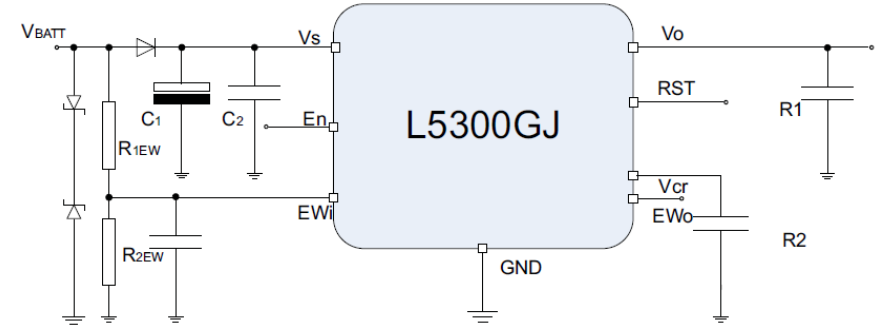 VBATT
Vs
Vo
RST
C1
C2
En
L5300GJ
R1
R1EW
Vcr
EWi
EWo
R2EW
R2
GND